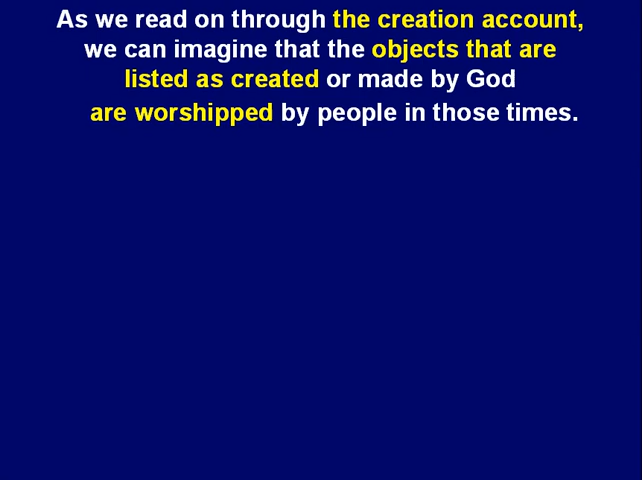 As we read on through the creation account,
we can imagine that the objects that are
listed as created or made by God
are worshipped by people in those times.